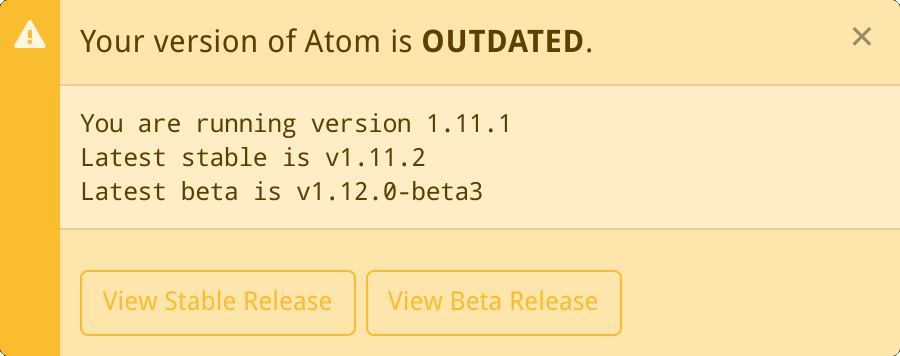 Your version of Atom is OUTDATED.
You are running version 1.11.1
Latest stable is v1.11.2
Latest beta is v1.12.0-beta3
View Stable Release
View Beta Release